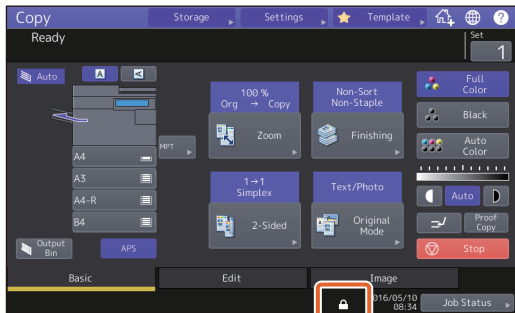 Copy
Storage
Settings
Template
?
Ready
Set
1
Auto
A
A
100 %
Org → Copy
Non-Sort
Non-Staple
Full
Color
Zoom
Finishing
Black
MPT
A4
A3
A4-R
B4
1→1
Simplex
Text/Photo
Auto
Color
2-Sided
Original
Mode
Auto
Proof
Copy
Output
Bin
APS
Stop
Basic
Edit
Image
016/05/10
08:34
Job Status